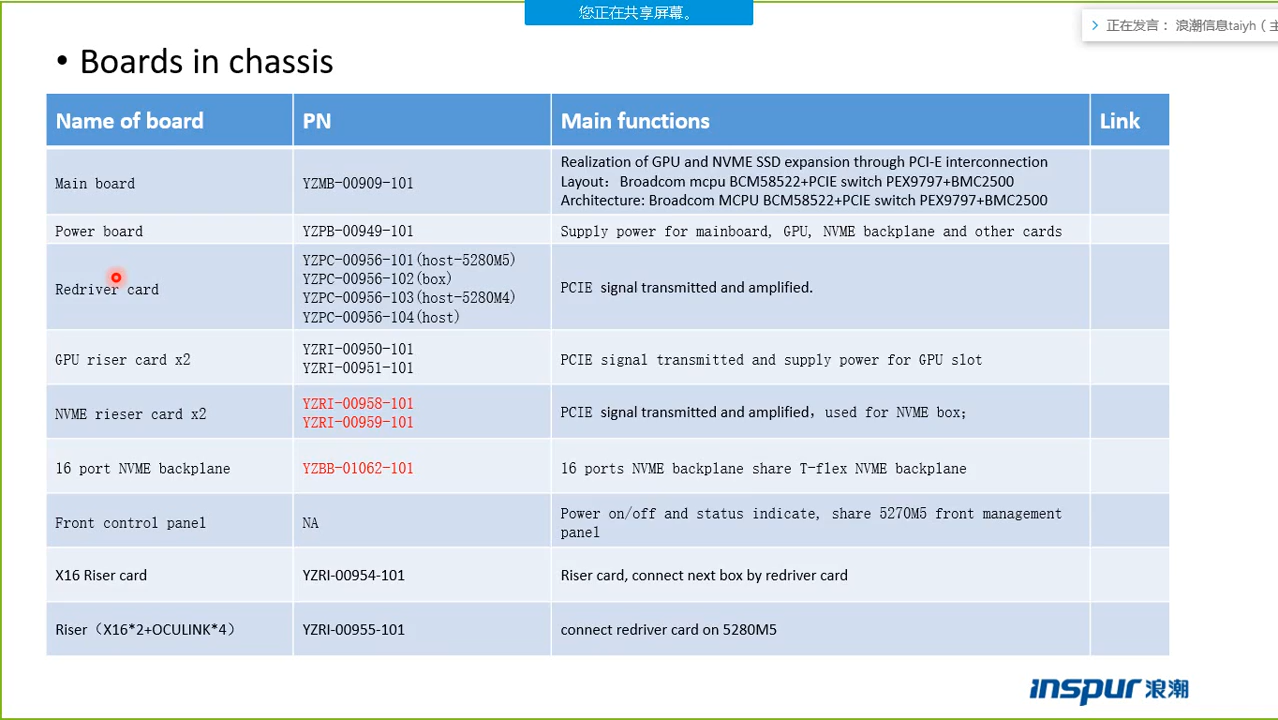 您正在共享屏幕。
正在发言： 浪潮信息taiyh（主
• Boards in chassis
Name of board
PN
Main functions
Link
Main board
YZMB-00909-101
Realization of GPU and NVME SSD expansion through PCI-E interconnection
Layout：Broadcom mcpu BCM58522+PCIE switch PEX9797+BMC2500
Architecture: Broadcom MCPU BCM58522+PCIE switch PEX9797+BMC2500
Power board
YZPB-00949-101
Supply power for mainboard, GPU, NVME backplane and other cards
Redriver card
YZPC-00956-101(host-5280M5)
YZPC-00956-102(box)
YZPC-00956-103(host-5280M4)
YZPC-00956-104(host)
PCIE signal transmitted and amplified.
GPU riser card x2
YZRI-00950-101
YZRI-00951-101
PCIE signal transmitted and supply power for GPU slot
NVME rieser card x2
YZRI-00958-101
YZRI-00959-101
PCIE signal transmitted and amplified，used for NVME box;
16 port NVME backplane
YZBB-01062-101
16 ports NVME backplane share T-flex NVME backplane
Front control panel
NA
Power on/off and status indicate, share 5270M5 front management
panel
X16 Riser card
YZRI-00954-101
Riser card, connect next box by redriver card
Riser（X16*2+OCULINK*4）
YZRI-00955-101
connect redriver card on 5280M5
inspur 浪潮